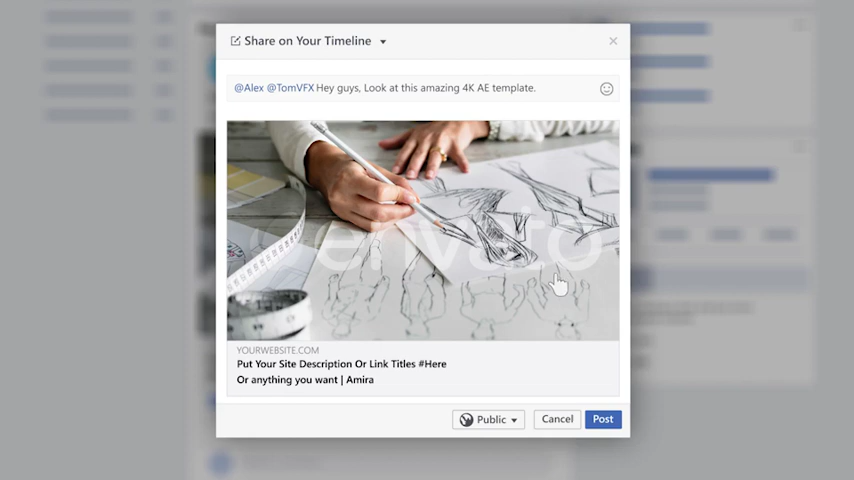 Share on Your Timeline
@Alex @TomVFX Hey guys, Look at this amazing 4K AE template.
envato
YOURWEBSITE.COM
Put Your Site Description Or Link Titles #Here
Or anything you want | Amira
Public
Cancel
Post